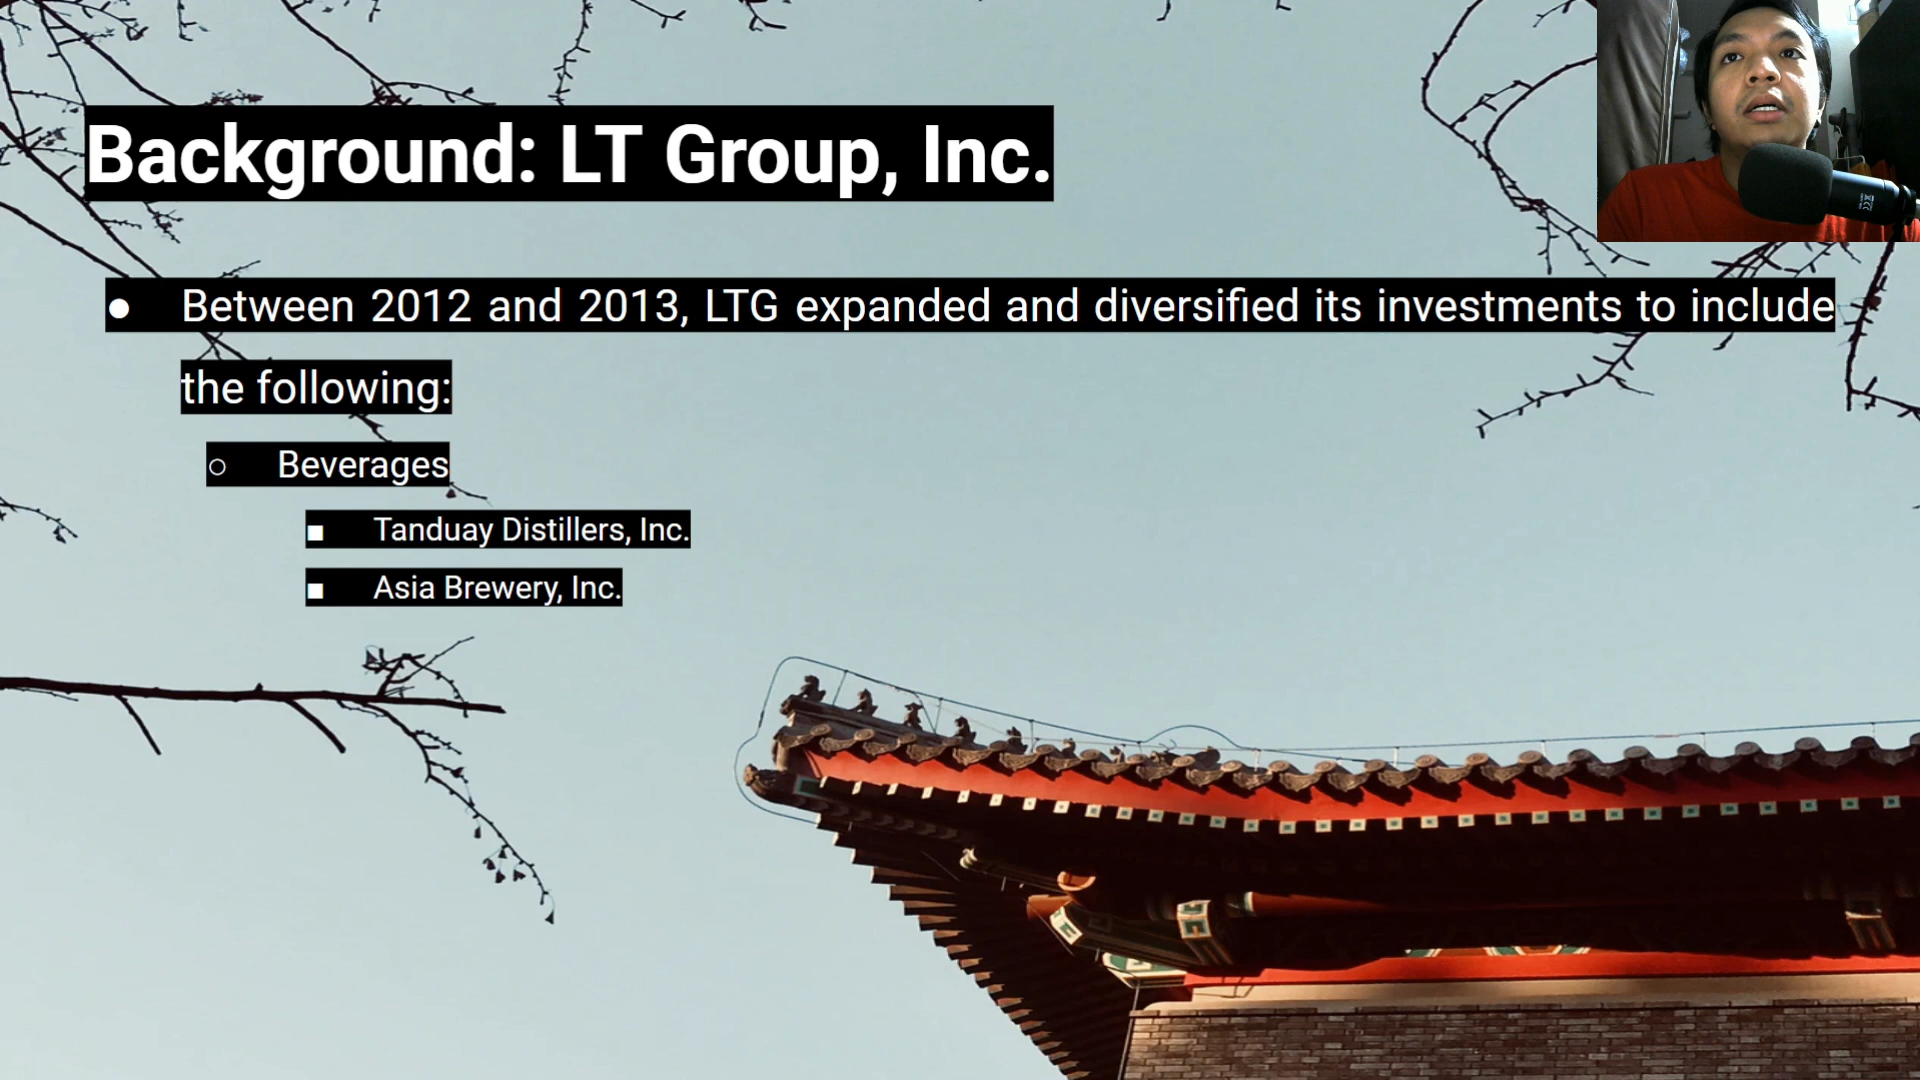 Background: LT Group, Inc.
● Between 2012 and 2013, LTG expanded and diversified its investments to include
the following:
○ Beverages
■ Tanduay Distillers, Inc.
■ Asia Brewery, Inc.